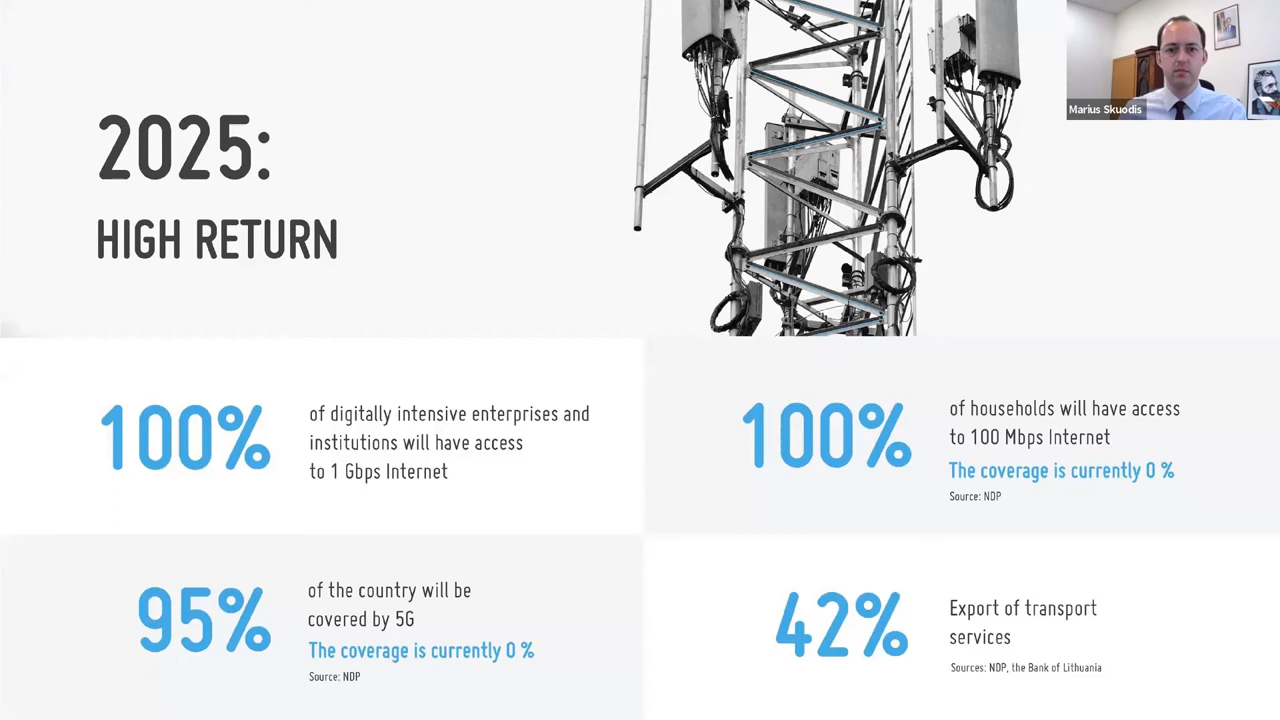 2025:
HIGH RETURN
Marius Skuodis
100%
of digitally intensive enterprises and
institutions will have access
to 1 Gbps Internet
100%
of households will have access
to 100 Mbps Internet
The coverage is currently 0 %
Source: NDP
95%
of the country will be
covered by 5G
The coverage is currently 0 %
Source: NDP
42%
Export of transport
services
Sources: NDP, the Bank of Lithuania